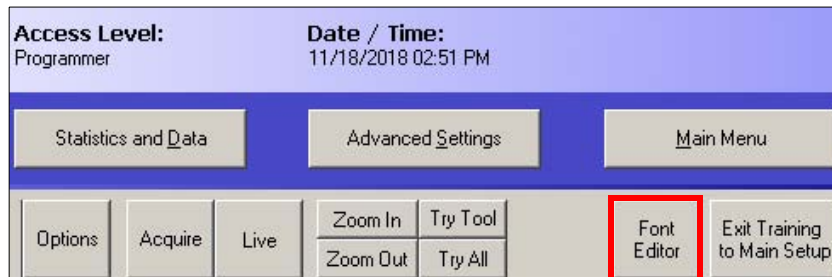 Access Level: Date / Time:
Programmer 11/18/2018 02:51 PM
Statistics and Data Advanced Settings Main Menu
Options Acquire Live Zoom In Try Tool Font Editor Exit Training to Main Setup
Zoom Out Try All